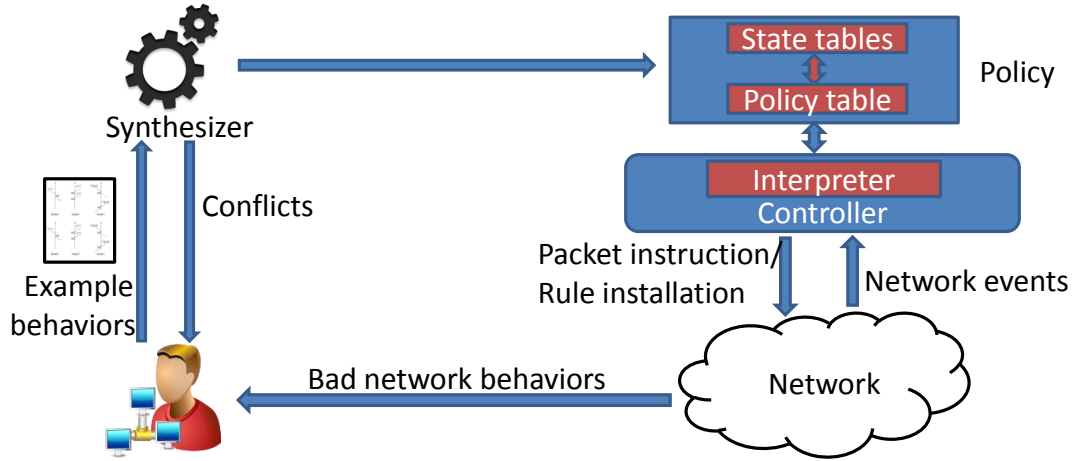 State tables
Policy
Policy table
Synthesizer
Interpreter
Controller
Conflicts
Packet instruction/
Rule installation
Network events
Example
behaviors
Bad network behaviors
Network